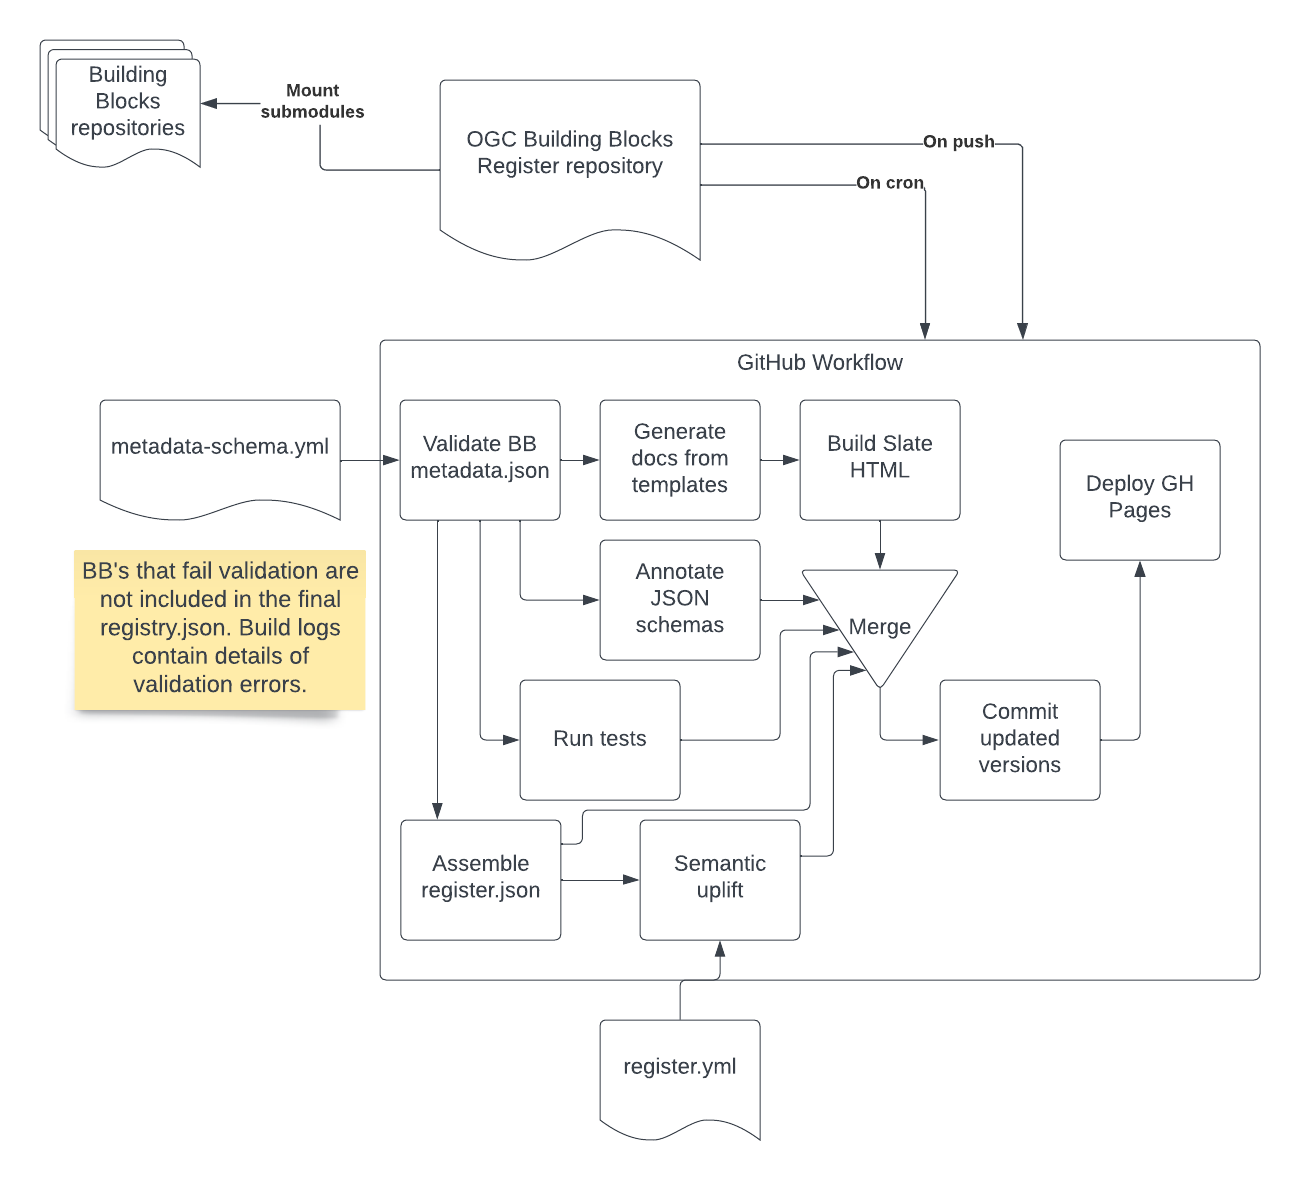 Building
Blocks
repositories
Mount
submodules
OGC Building Blocks
Register repository
On push
On cron
GitHub Workflow
metadata-schema.yml
Validate BB
metadata.json
Generate
docs from
templates
Build Slate
HTML
Deploy GH
Pages
BB's that fail validation are
not included in the final
registry.json. Build logs
contain details of
validation errors.
Annotate
JSON
schemas
Merge
Run tests
Commit
updated
versions
Assemble
register.json
Semantic
uplift
register.yml